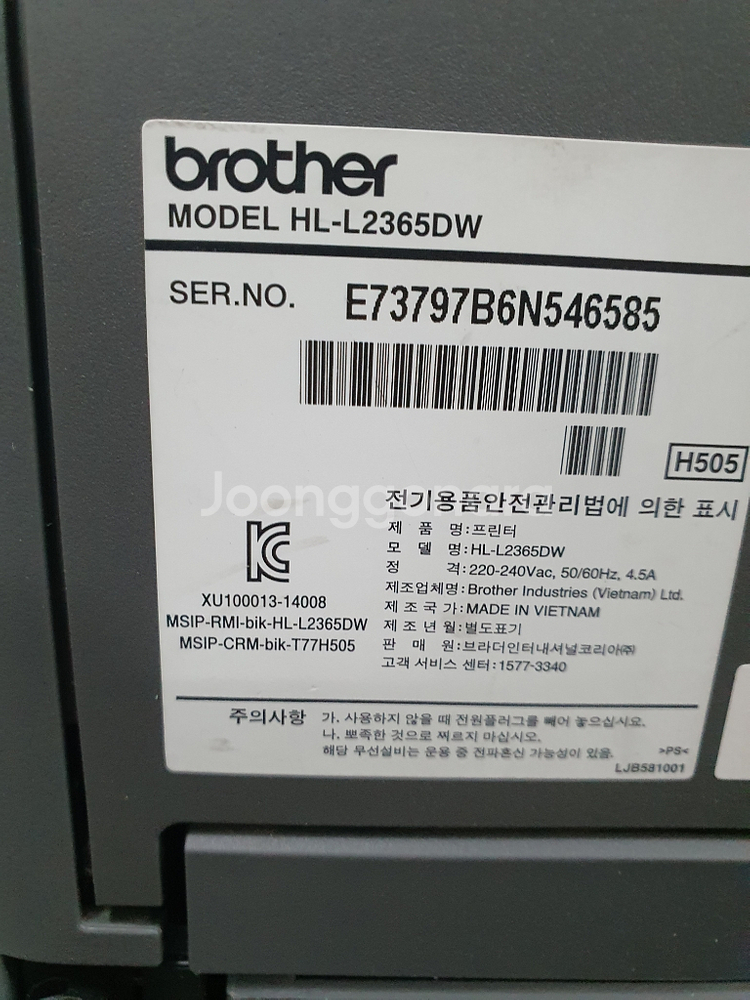 brother
MODEL HL-L2365DW
SER.NO. E73797B6N546585
H505
Joonggonara
전기용품안전관리법에 의한 표시
제 품 명:프린터
모 델 명:HL-L2365DW
정 격:220-240Vac, 50/60Hz, 4.5A
제조업체명:Brother Industries (Vietnam) Ltd.
제 조 국 가:MADE IN VIETNAM
제 조 년 월:별도표기
판 매 원:브라더인터내셔널코리아㈜
고객 서비스 센터:1577-3340
XU100013-14008
MSIP-RMI-bik-HL-L2365DW
MSIP-CRM-bik-T77H505
주의사항 가. 사용하지 않을 때 전원플러그를 빼어 놓으십시오.
나. 뾰족한 것으로 찌르지 마십시오.
해당 무선설비는 운용 중 전파혼신 가능성이 있음.
>PS<
LJB581001